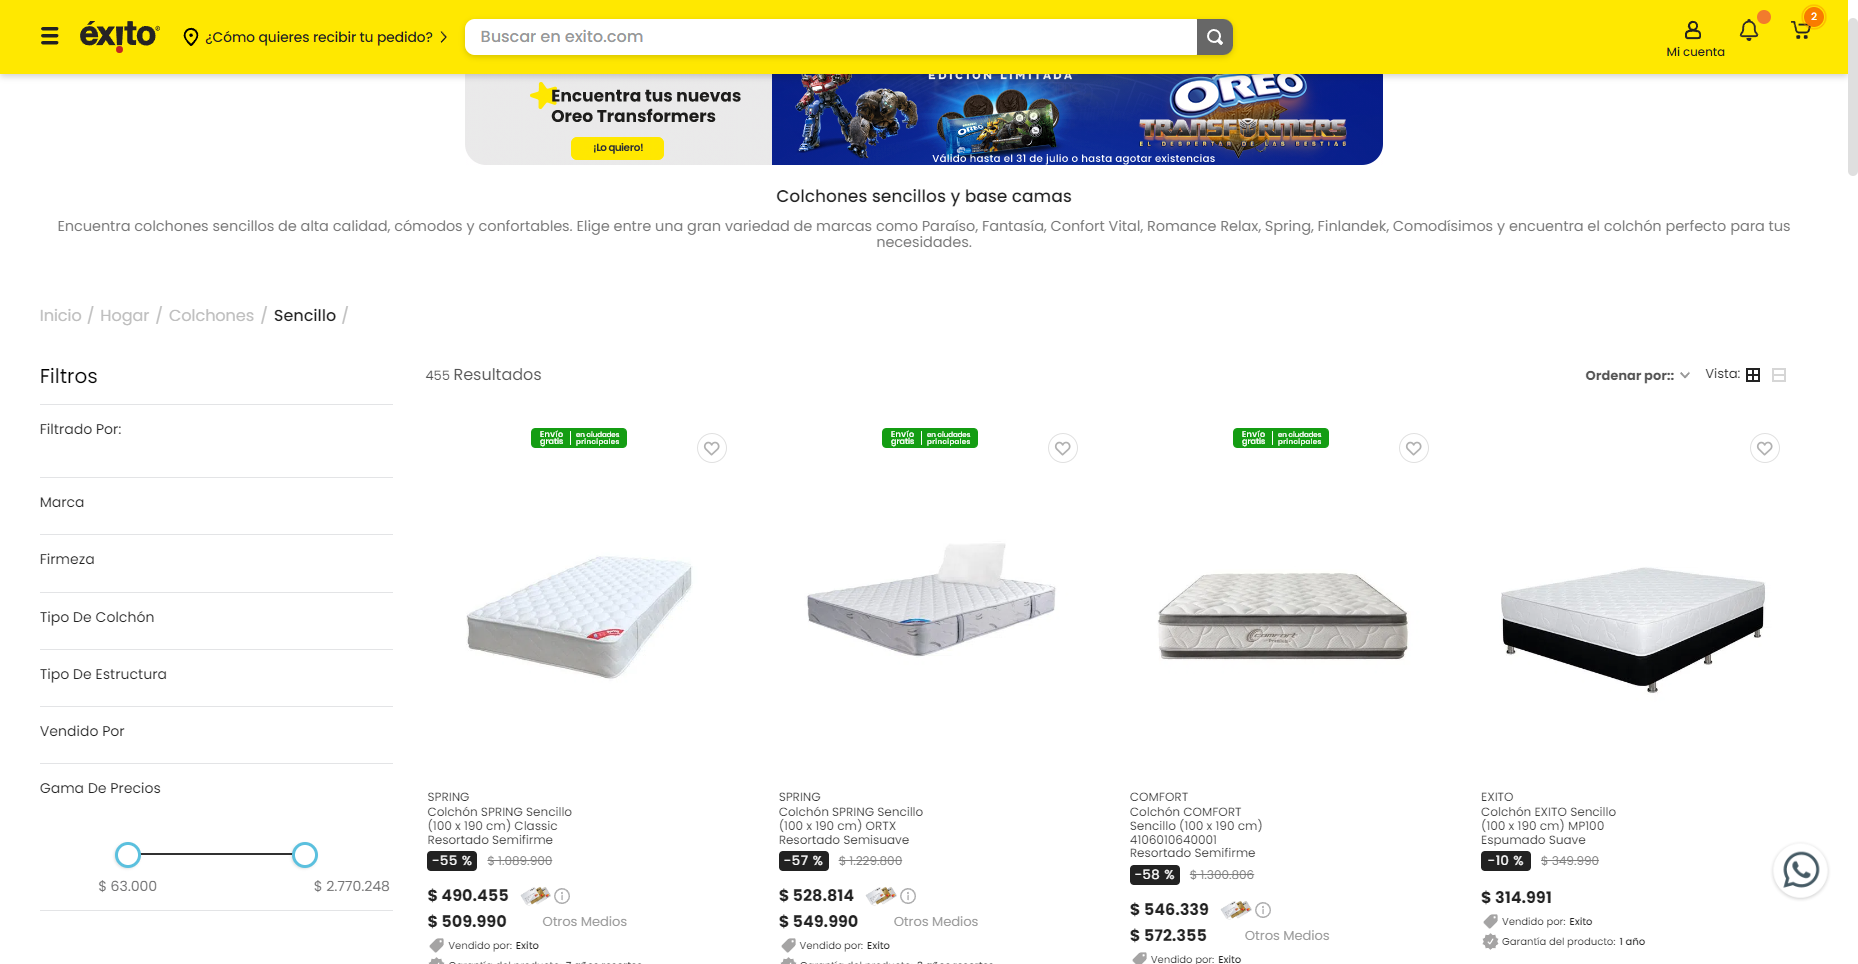 éxito
¿Cómo quieres recibir tu pedido?
Buscar en exito.com
Mi cuenta
2
Encuentra tus nuevas
Oreo Transformers
¡Lo quiero!
EDICIÓN LIMITADA
OREO
OREO
TRANSFORMERS
EL DESPERTAR DE LAS BESTIAS
Válido hasta el 31 de julio o hasta agotar existencias
Colchones sencillos y base camas
Encuentra colchones sencillos de alta calidad, cómodos y confortables. Elige entre una gran variedad de marcas como Paraíso, Fantasía, Confort Vital, Romance Relax, Spring, Finlandek, Comodísimos y encuentra el colchón perfecto para tus
necesidades.
Inicio / Hogar / Colchones / Sencillo /
Filtros
455 Resultados
Ordenar por::
Vista:
Filtrado Por:
Marca
Firmeza
Tipo De Colchón
Tipo De Estructura
Vendido Por
Gama De Precios
$ 63.000
$ 2.770.248
Envío gratis | en ciudades principales
SPRING
Colchón SPRING Sencillo
(100 x 190 cm) Classic
Resortado Semifirme
-55 % $ 1.089.900
$ 490.455
$ 509.990 Otros Medios
Vendido por: Exito
Garantía del producto: 7 años resortes
Envío gratis | en ciudades principales
SPRING
Colchón SPRING Sencillo
(100 x 190 cm) ORTX
Resortado Semisuave
-57 % $ 1.229.800
$ 528.814
$ 549.990 Otros Medios
Vendido por: Exito
Envío gratis | en ciudades principales
Comfort
COMFORT
Colchón COMFORT
Sencillo (100 x 190 cm)
4106010640001
Resortado Semifirme
-58 % $ 1.300.806
$ 546.339
$ 572.355 Otros Medios
Vendido por: Exito
EXITO
Colchón EXITO Sencillo
(100 x 190 cm) MP100
Espumado Suave
-10 % $ 349.990
$ 314.991
Vendido por: Exito
Garantía del producto: 1 año